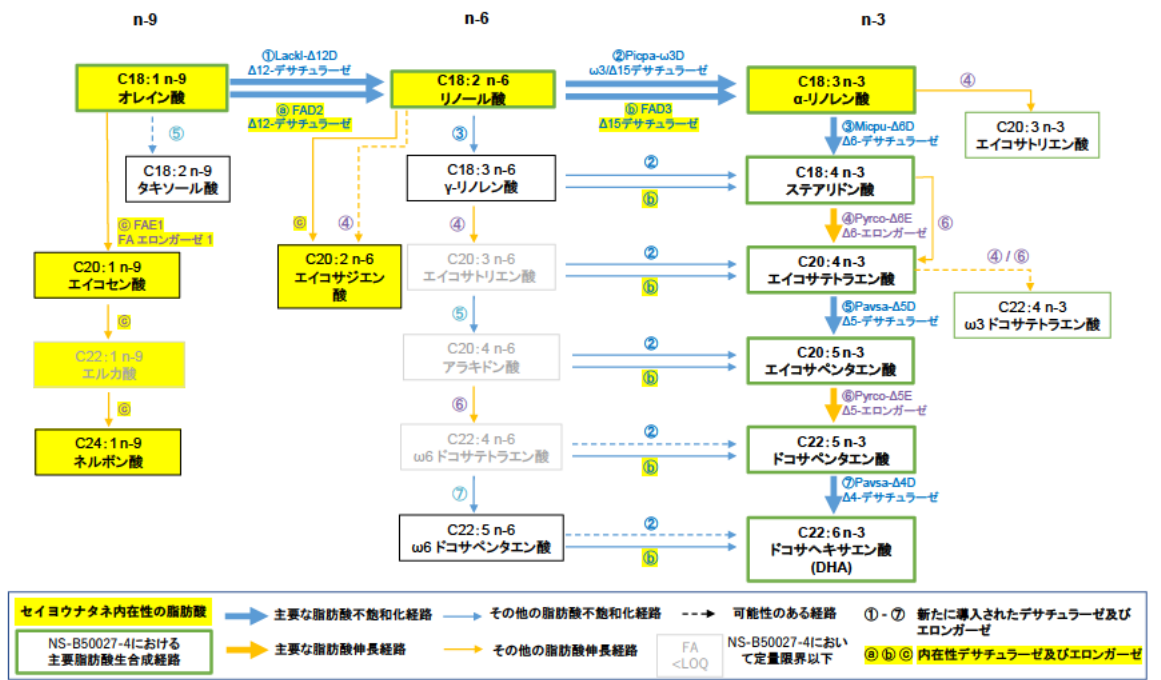 n-9
n-6
n-3
①Lackl-Δ12D
Δ12-デサチュラーゼ
②Picpa-ω3D
ω3/Δ15デサチュラーゼ
C18:1 n-9
オレイン酸
C18:2 n-6
リノール酸
C18:3 n-3
α-リノレン酸
④
ⓐ FAD2
Δ12-デサチュラーゼ
ⓑ FAD3
Δ15デサチュラーゼ
⑤
③
③Micpu-Δ6D
Δ6-デサチュラーゼ
C20:3 n-3
エイコサトリエン酸
C18:2 n-9
タキソール酸
C18:3 n-6
γ-リノレン酸
②
ⓑ
C18:4 n-3
ステアリドン酸
ⓒ FAE1
FA エロンガーゼ 1
ⓒ
④
④
④Pyrco-Δ6E
Δ6-エロンガーゼ
⑥
C20:1 n-9
エイコセン酸
C20:2 n-6
エイコサジエン
酸
C20:3 n-6
エイコサトリエン酸
②
ⓑ
C20:4 n-3
エイコサテトラエン酸
④ / ⑥
ⓒ
⑤
⑤Pavsa-Δ5D
Δ5-デサチュラーゼ
C22:4 n-3
ω3ドコサテトラエン酸
C22:1 n-9
エルカ酸
C20:4 n-6
アラキドン酸
②
ⓑ
C20:5 n-3
エイコサペンタエン酸
ⓒ
⑥
⑥Pyrco-Δ5E
Δ5-エロンガーゼ
C24:1 n-9
ネルボン酸
C22:4 n-6
ω6ドコサテトラエン酸
②
ⓑ
C22:5 n-3
ドコサペンタエン酸
⑦
⑦Pavsa-Δ4D
Δ4-デサチュラーゼ
C22:5 n-6
ω6ドコサペンタエン酸
②
ⓑ
C22:6 n-3
ドコサヘキサエン酸
(DHA)
セイヨウナタネ内在性の脂肪酸
主要な脂肪酸不飽和化経路
その他の脂肪酸不飽和化経路
可能性のある経路
①-⑦ 新たに導入されたデサチュラーゼ及び
エロンガーゼ
NS-B50027-4における
主要脂肪酸生合成経路
主要な脂肪酸伸長経路
その他の脂肪酸伸長経路
FA
<LOQ
NS-B50027-4におい
て定量限界以下
ⓐ ⓑ ⓒ 内在性デサチュラーゼ及びエロンガーゼ